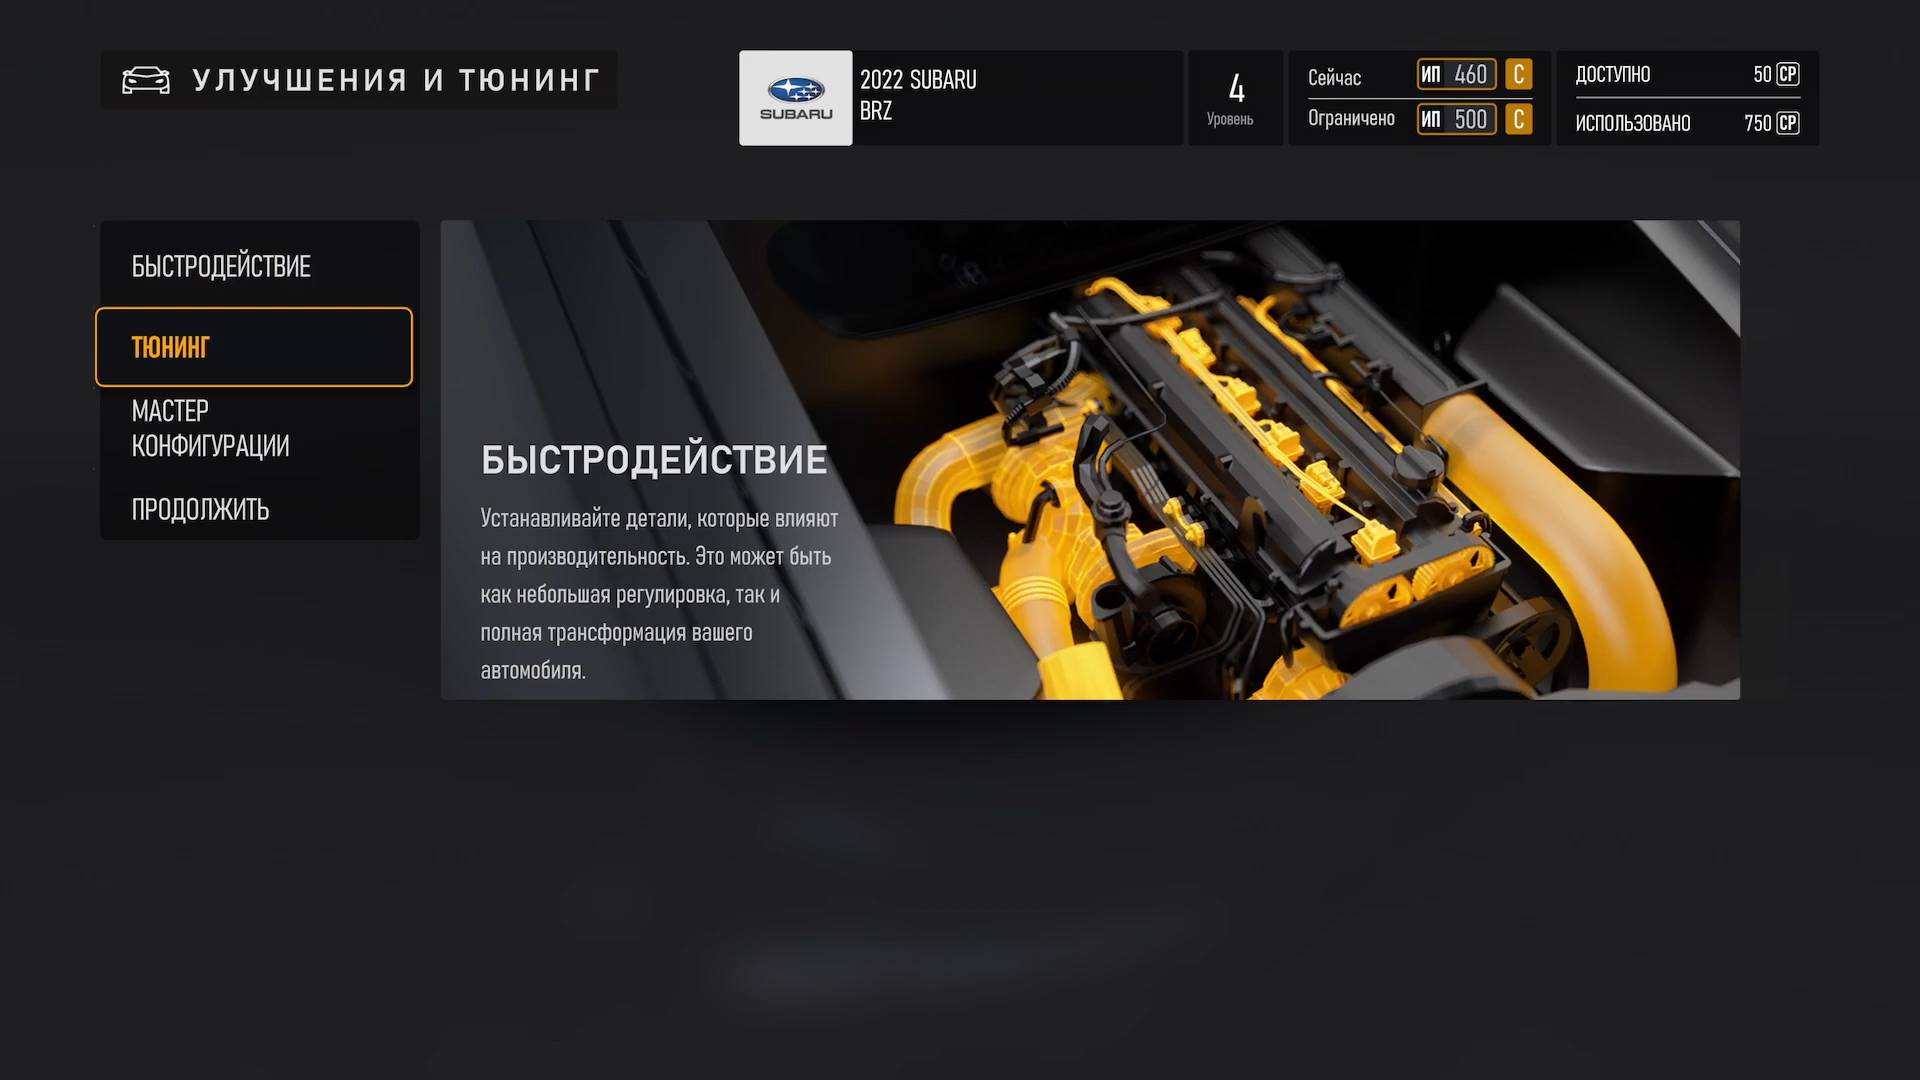 УЛУЧШЕНИЯ И ТЮНИНГ
SUBARU
2022 SUBARU
BRZ
4
Уровень
Сейчас ИП 460 C
Ограничено ИП 500 C
ДОСТУПНО 50 CP
ИСПОЛЬЗОВАНО 750 CP
БЫСТРОДЕЙСТВИЕ
ТЮНИНГ
МАСТЕР
КОНФИГУРАЦИИ
ПРОДОЛЖИТЬ
БЫСТРОДЕЙСТВИЕ
Устанавливайте детали, которые влияют
на производительность. Это может быть
как небольшая регулировка, так и
полная трансформация вашего
автомобиля.